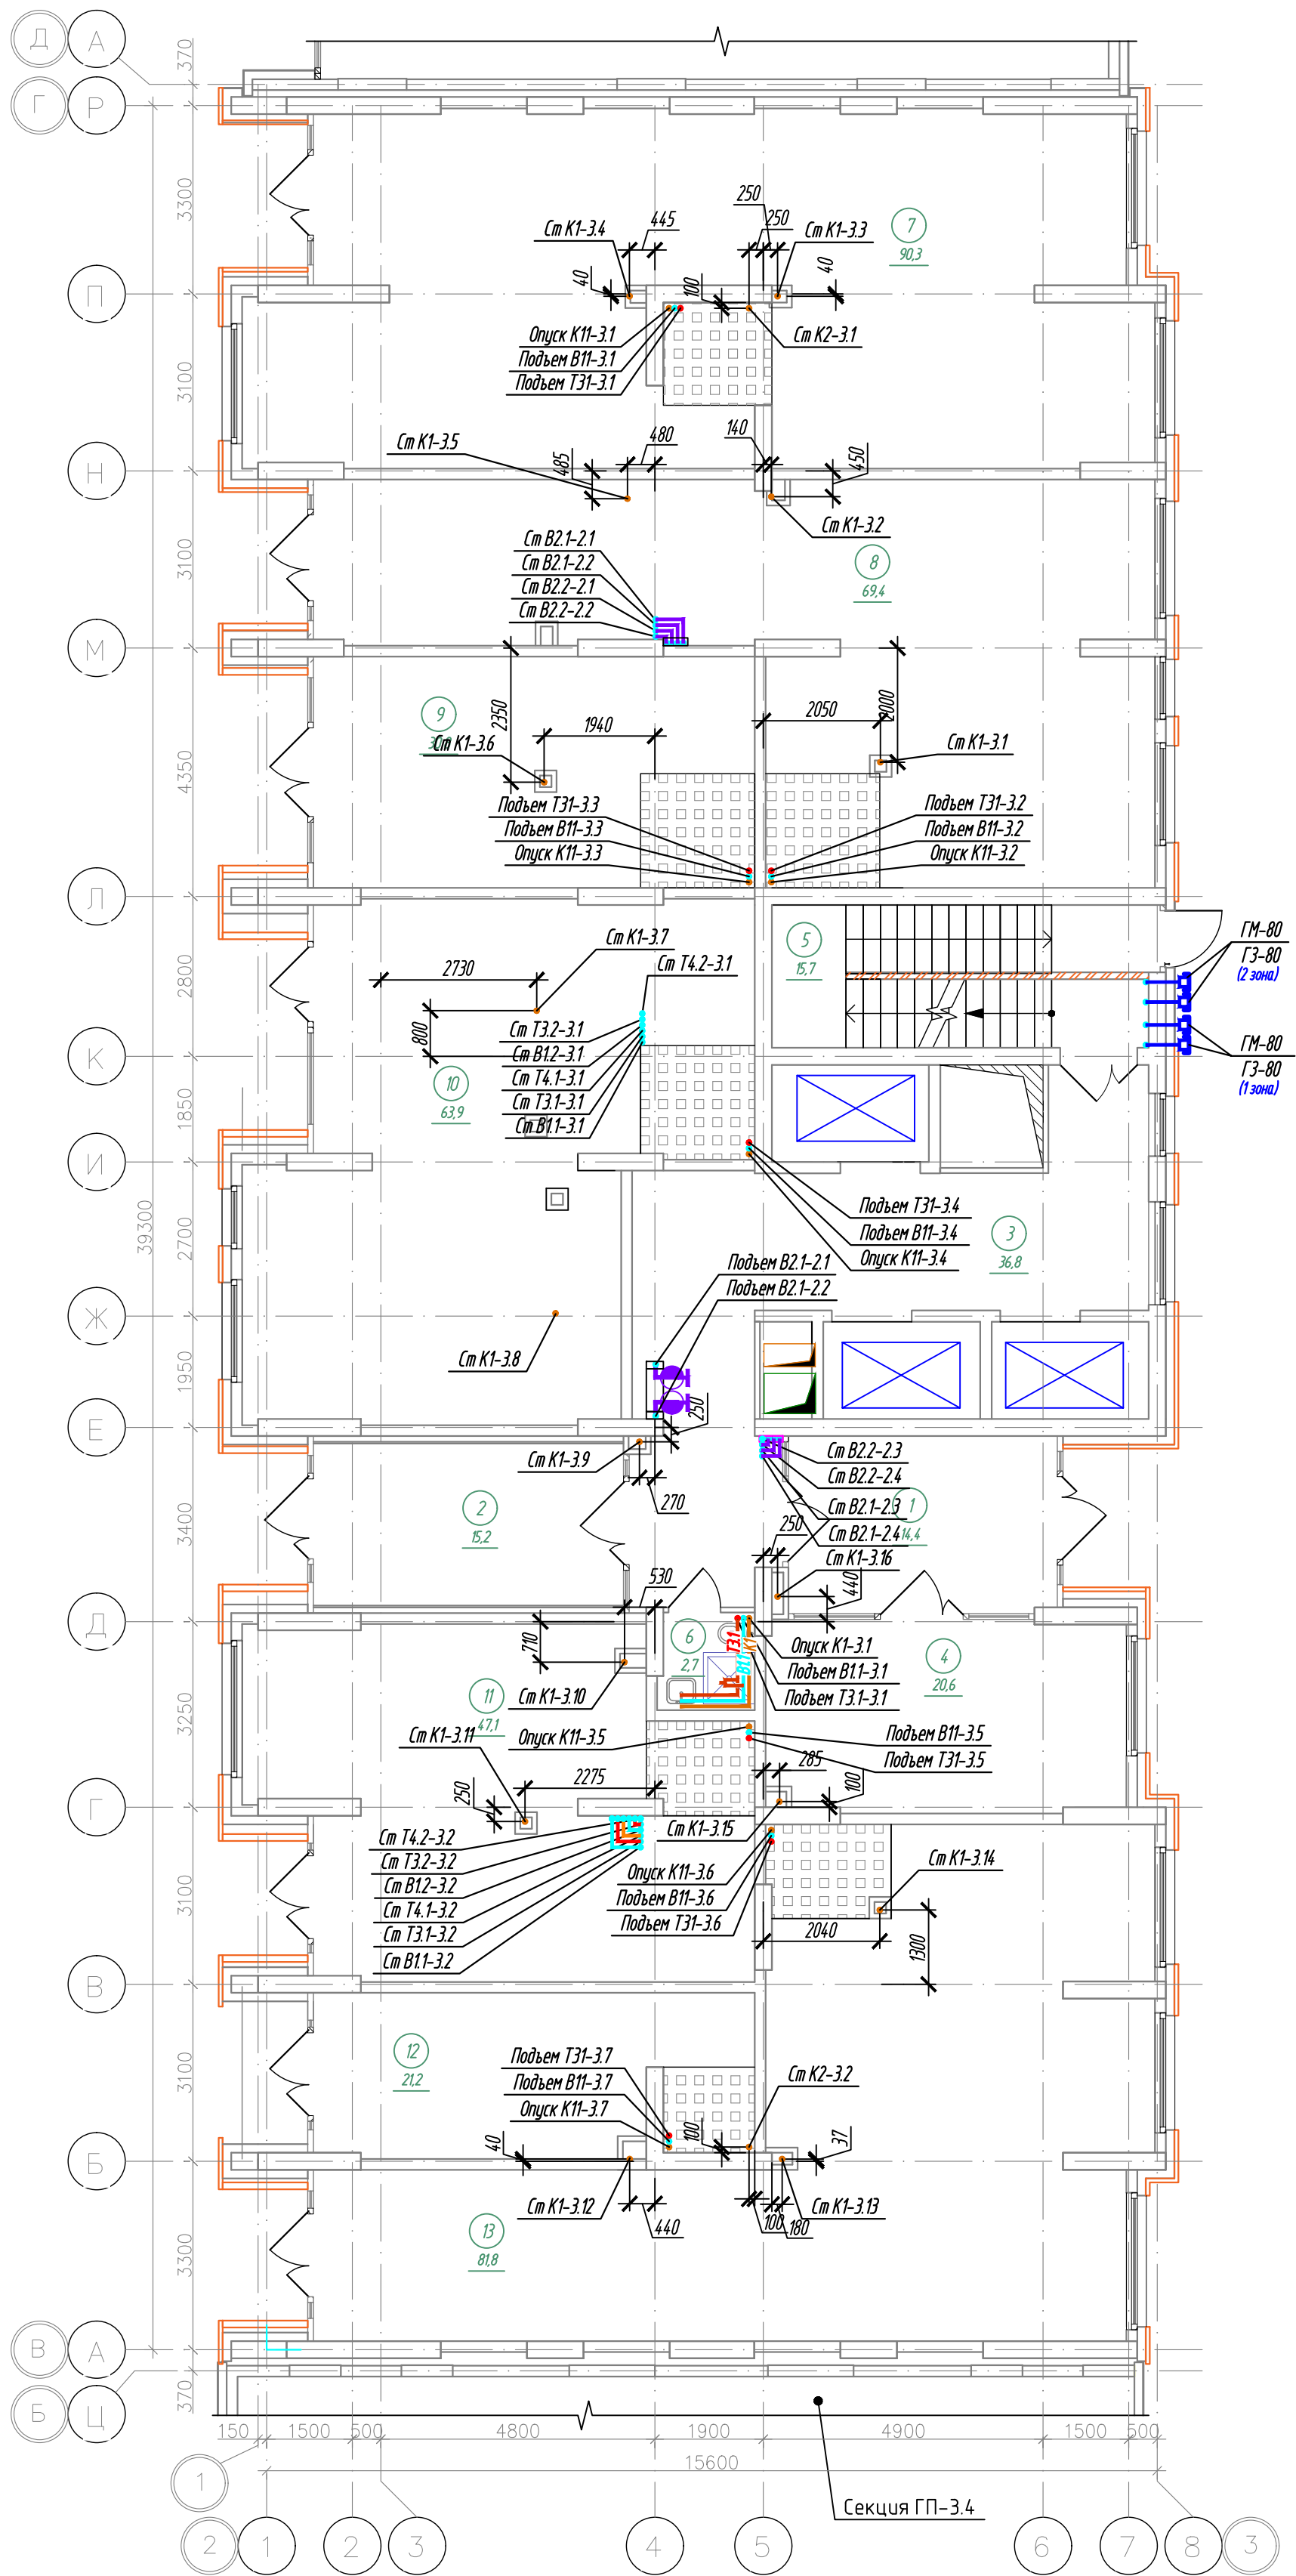 Д
А
370
Г
Р
3300
250
445
250
7
Ст К1-3.4
Ст К1-3.3
90,3
40
100
40
П
Опуск К11-3.1
Ст К2-3.1
Подъем В11-3.1
Подъем Т31-3.1
3100
480
140
Ст К1-3.5
485
450
Н
Ст К1-3.2
3100
Ст В2.1-2.1
Ст В2.1-2.2
8
Ст В2.2-2.1
69,4
Ст В2.2-2.2
М
2350
2000
9
1940
2050
Ст К1-3.6
Ст К1-3.1
4350
Подъем Т31-3.3
Подъем Т31-3.2
Подъем В11-3.3
Подъем В11-3.2
Опуск К11-3.3
Опуск К11-3.2
Л
5
15,7
ГМ-80
ГЗ-80
(2 зона)
Ст К1-3.7
2730
Ст Т4.2-3.1
2800
800
Ст Т3.2-3.1
Ст В1.2-3.1
Ст Т4.1-3.1
Ст Т3.1-3.1
Ст В1.1-3.1
ГМ-80
ГЗ-80
(1 зона)
К
10
63,9
1850
И
Подъем Т31-3.4
Подъем В11-3.4
Опуск К11-3.4
3
36,8
39300
2700
Подъем В2.1-2.1
Подъем В2.1-2.2
Ж
Ст К1-3.8
1950
250
Е
Ст К1-3.9
Ст В2.2-2.3
Ст В2.2-2.4
270
2
15,2
Ст В2.1-2.3
1
Ст В2.1-2.4
14,4
3400
250
Ст К1-3.16
530
440
Д
710
6
2,7
Т3.1
В1.1
К1
Опуск К1-3.1
Подъем В1.1-3.1
Подъем Т3.1-3.1
4
20,6
Ст К1-3.10
11
47,1
3250
Ст К1-3.11
Опуск К11-3.5
Подъем В11-3.5
Подъем Т31-3.5
285
100
2275
250
Г
Ст К1-3.15
Ст Т4.2-3.2
Ст Т3.2-3.2
Ст В1.2-3.2
Ст Т4.1-3.2
Ст Т3.1-3.2
Ст В1.1-3.2
Опуск К11-3.6
Подъем В11-3.6
Подъем Т31-3.6
Ст К1-3.14
2040
1300
3100
В
12
21,2
3100
Подъем Т31-3.7
Подъем В11-3.7
Опуск К11-3.7
Ст К2-3.2
40
100
37
Б
Ст К1-3.12
Ст К1-3.13
440
100
180
13
81,8
3300
В
А
370
Б
Ц
150
1500
500
4800
1900
4900
1500
500
15600
1
Секция ГП-3.4
2
1
2
3
4
5
6
7
8
3